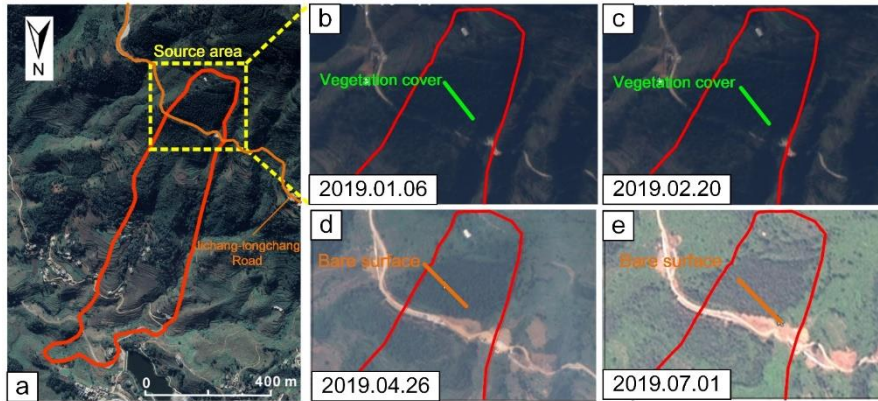 N
Source area
Jichang-longchang
Road
0 400 m
a
b
Vegetation cover
2019.01.06
c
Vegetation cover
2019.02.20
d
Bare surface
2019.04.26
e
Bare surface
2019.07.01